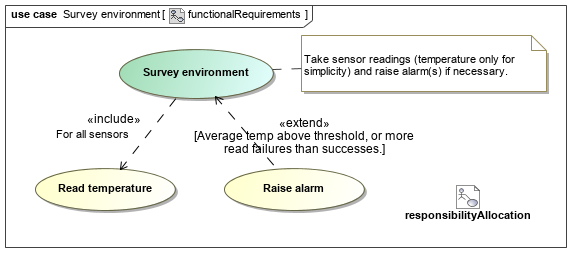 use case Survey environment [ functionalRequirements ]
Take sensor readings (temperature only for
simplicity) and raise alarm(s) if necessary.
Survey environment
«include»
For all sensors
«extend»
[Average temp above threshold, or more
read failures than successes.]
Read temperature
Raise alarm
responsibilityAllocation